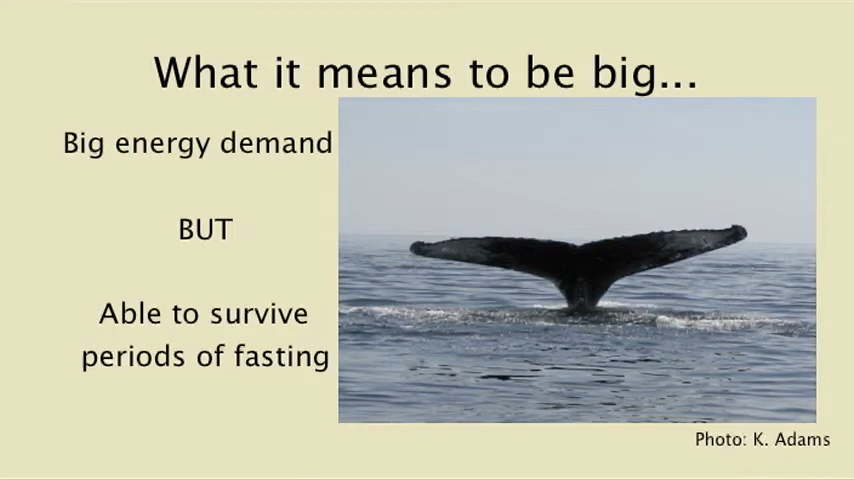 What it means to be big...
Big energy demand
BUT
Able to survive
periods of fasting
Photo: K. Adams